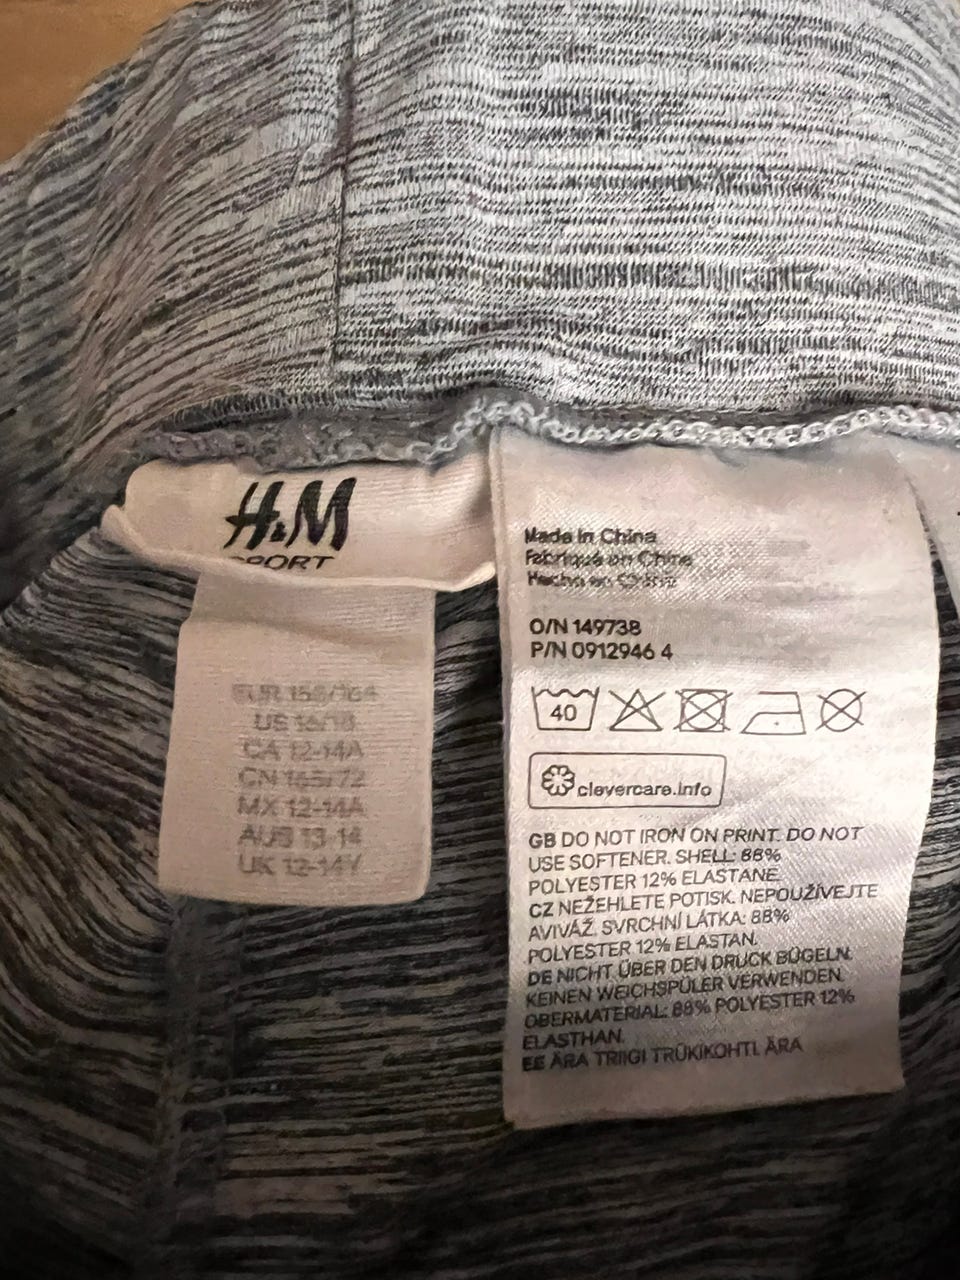 H&M
SPORT
EUR 158/164
US
CA 12-14A
CN 165/72
MX 12-14A
AUS 13-14
UK 12-14Y
Made in China
Fabriqué en Chine
Hecho en China
O/N 149738
P/N 0912946 4
40
clevercare.info
GB DO NOT IRON ON PRINT. DO NOT
USE SOFTENER. SHELL: 88%
POLYESTER 12% ELASTANE.
CZ NEŽEHLETE POTISK. NEPOUŽÍVEJTE
AVIVÁŽ. SVRCHNÍ LÁTKA: 88%
POLYESTER 12% ELASTAN.
DE NICHT ÜBER DEN DRUCK BÜGELN.
KEINEN WEICHSPÜLER VERWENDEN.
OBERMATERIAL: 88% POLYESTER 12%
ELASTHAN.
EE ÄRA TRIIGI TRÜKIKOHTI. ÄRA